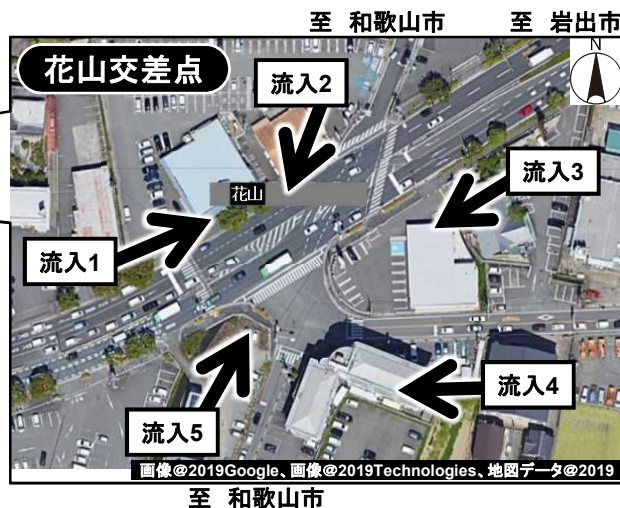 至 和歌山市
至 岩出市
N
花山交差点
流入2
花山
流入3
流入1
流入4
流入5
画像@2019Google、画像@2019Technologies、地図データ@2019
至 和歌山市